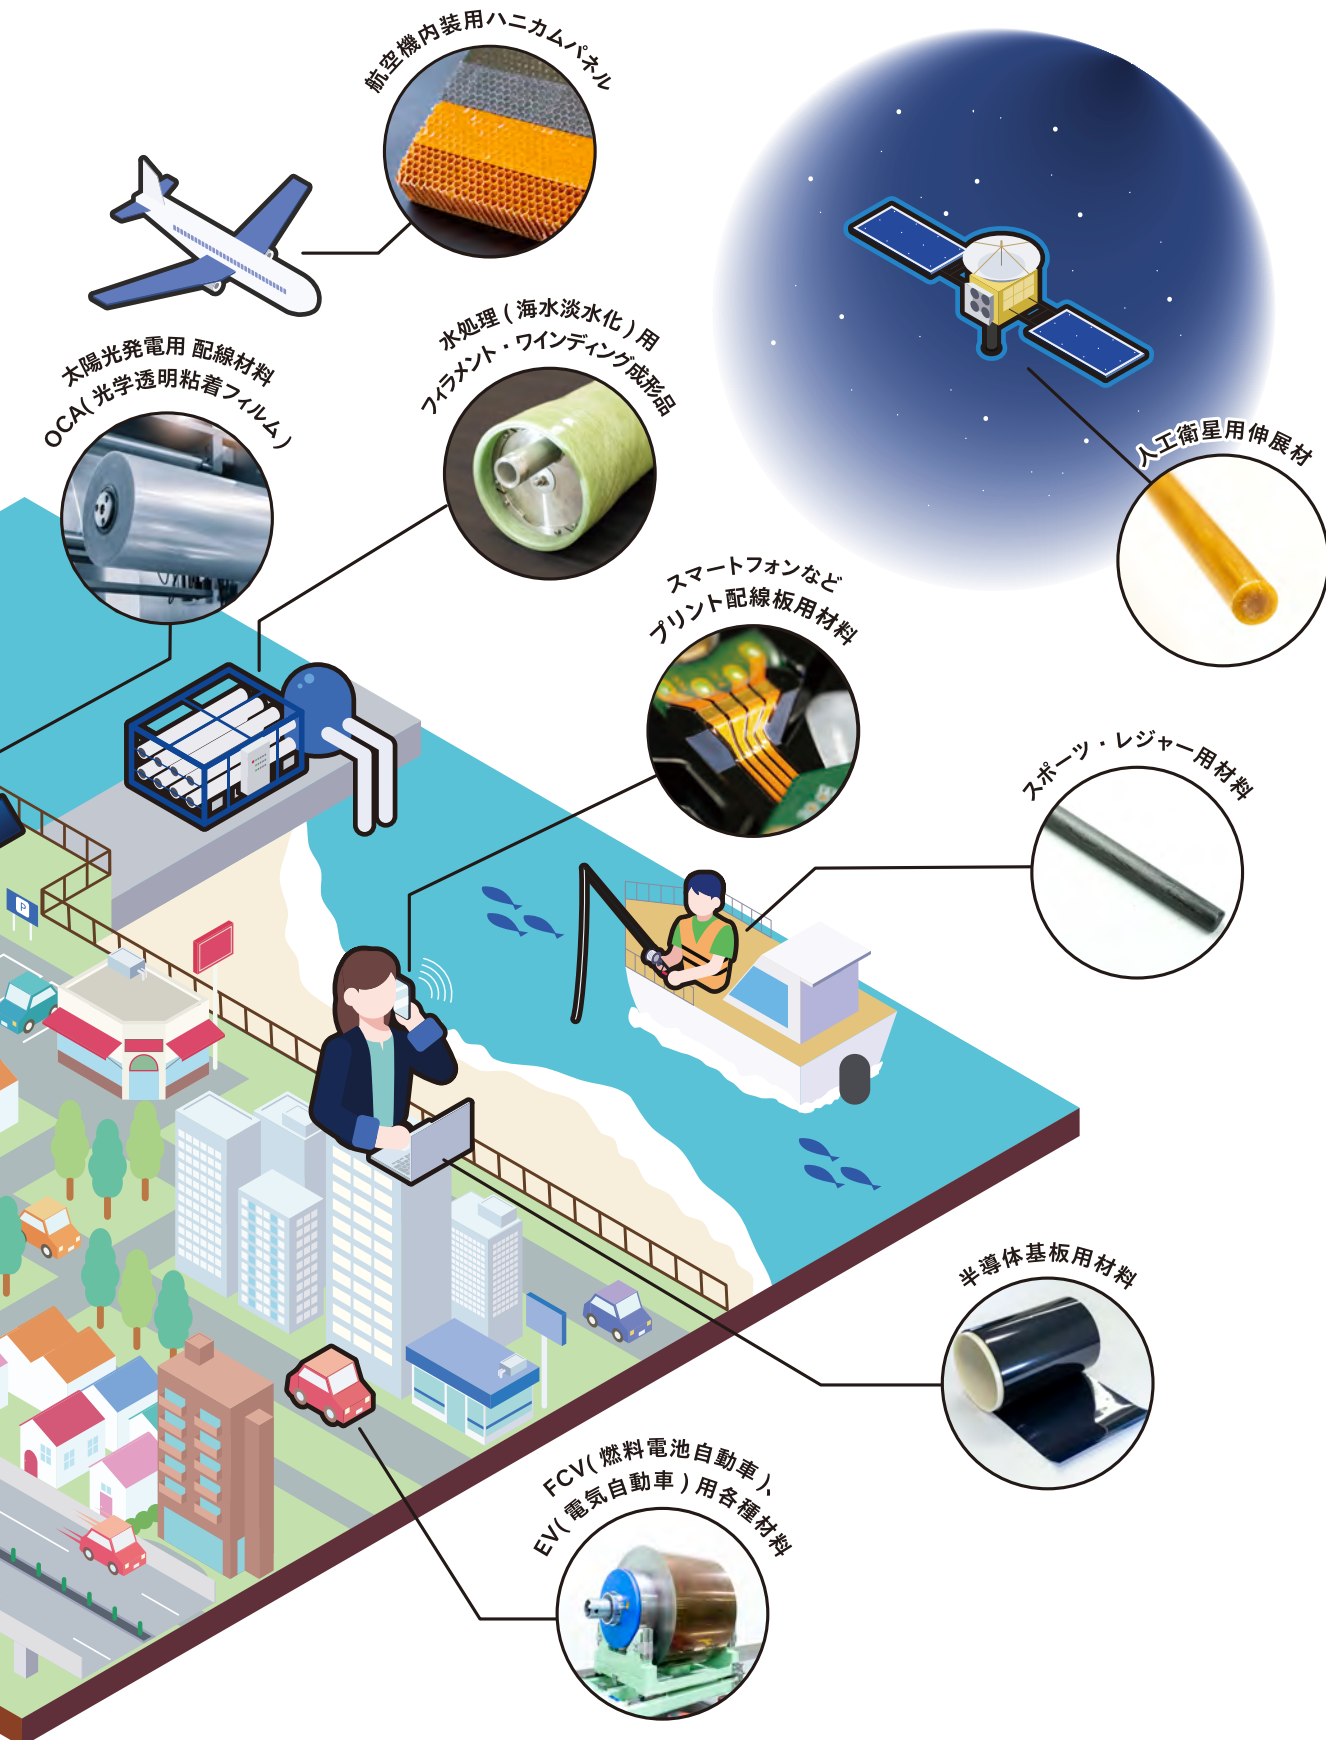 航空機内装用ハニカムパネル
水処理(海水淡水化)用
フィラメント・ワインディング成形品
太陽光発電用 配線材料
OCA(光学透明粘着フィルム)
人工衛星用伸展材
スマートフォンなど
プリント配線板用材料
スポーツ・レジャー用材料
P
半導体基板用材料
FCV(燃料電池自動車)、
EV(電気自動車)用各種材料